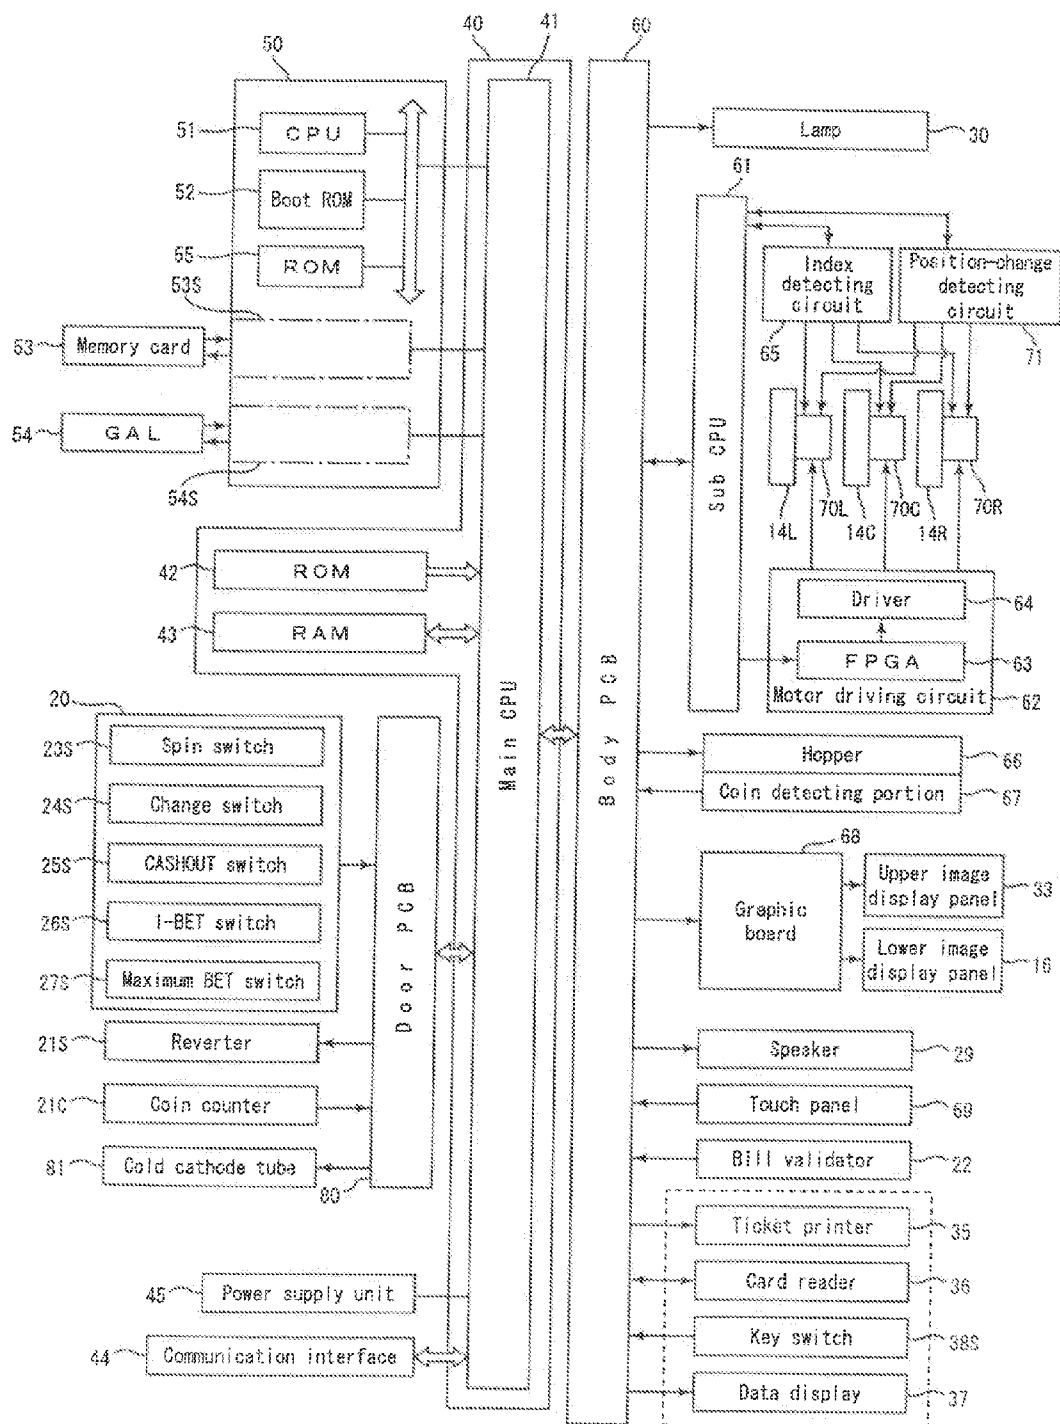 40
41
60
50
51
CPU
52
Boot ROM
55
ROM
53S
53
Memory card
54
GAL
54S
Lamp
30
61
Index
detecting
circuit
65
Position-change
detecting
circuit
71
Sub CPU
14L
70L
14C
70C
14R
70R
42
ROM
43
RAM
Driver
64
FPGA
63
Motor driving circuit
62
Main CPU
Body PCB
20
23S
Spin switch
24S
Change switch
25S
CASHOUT switch
26S
1-BET switch
27S
Maximum BET switch
Door PCB
21S
Reverter
21C
Coin counter
81
Cold cathode tube
80
Hopper
66
Coin detecting portion
67
68
Graphic
board
Upper image
display panel
33
Lower image
display panel
16
Speaker
29
Touch panel
69
Bill validator
22
Ticket printer
35
Card reader
36
Key switch
38S
Data display
37
45
Power supply unit
44
Communication interface